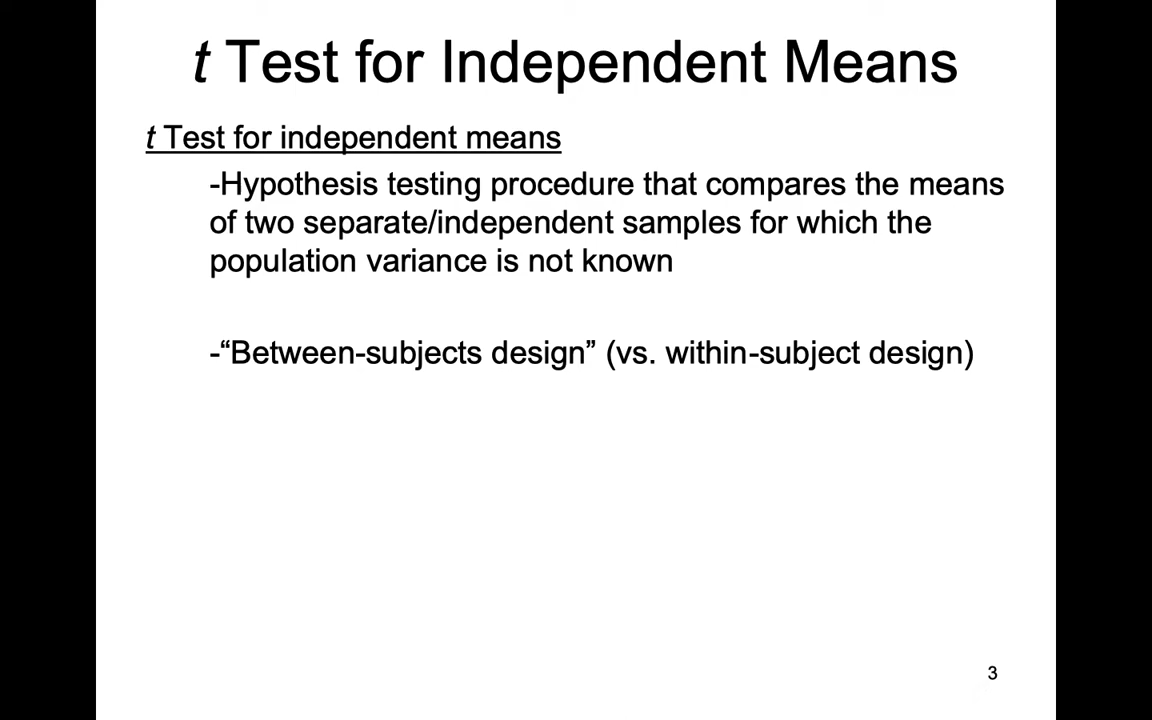 t Test for Independent Means
t Test for independent means
-Hypothesis testing procedure that compares the means
of two separate/independent samples for which the
population variance is not known
-“Between-subjects design” (vs. within-subject design)
3